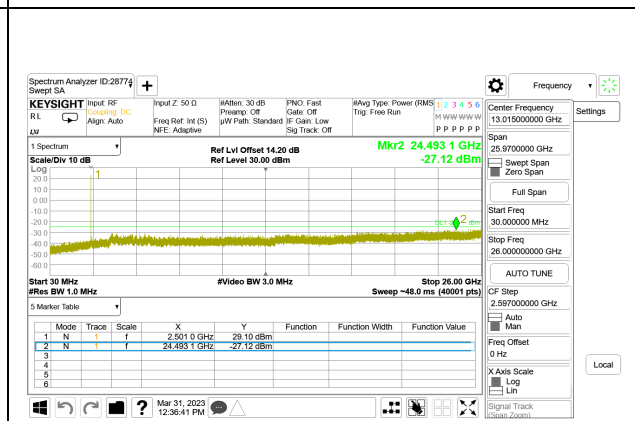 Spectrum Analyzer ID:28774
Swept SA
+
Frequency
KEYSIGHT Input: RF Input Z: 50 Ω #Atten: 30 dB PNO: Fast #Avg Type: Power (RMS 1 2 3 4 5 6
R L Coupling: DC Preamp: Off Gate: Off Trig: Free Run M W W W W W
Align: Auto Freq Ref: Int (S) µW Path: Standard IF Gain: Low
NFE: Adaptive Sig Track: Off P P P P P P
1 Spectrum
Scale/Div 10 dB
Ref Lvl Offset 14.20 dB
Ref Level 30.00 dBm
Mkr2 24.493 1 GHz
-27.12 dBm
Log
20.0
10.0
0.00
-10.0
-20.0
-30.0
-40.0
-50.0
-60.0
1
2
Start 30 MHz #Video BW 3.0 MHz Stop 26.00 GHz
#Res BW 1.0 MHz Sweep ~48.0 ms (40001 pts)
5 Marker Table
Mode Trace Scale X Y Function Function Width Function Value
1 N 1 f 2.501 0 GHz 29.10 dBm
2 N 1 f 24.493 1 GHz -27.12 dBm
3
4
5
6
Mar 31, 2023
12:36:41 PM
?
Center Frequency
13.015000000 GHz
Settings
Span
25.9700000 GHz
Swept Span
Zero Span
Full Span
Start Freq
30.000000 MHz
Stop Freq
26.000000000 GHz
AUTO TUNE
CF Step
2.597000000 GHz
Auto
Man
Freq Offset
0 Hz
X Axis Scale
Log
Lin
Local
Signal Track
(Span Zoom)